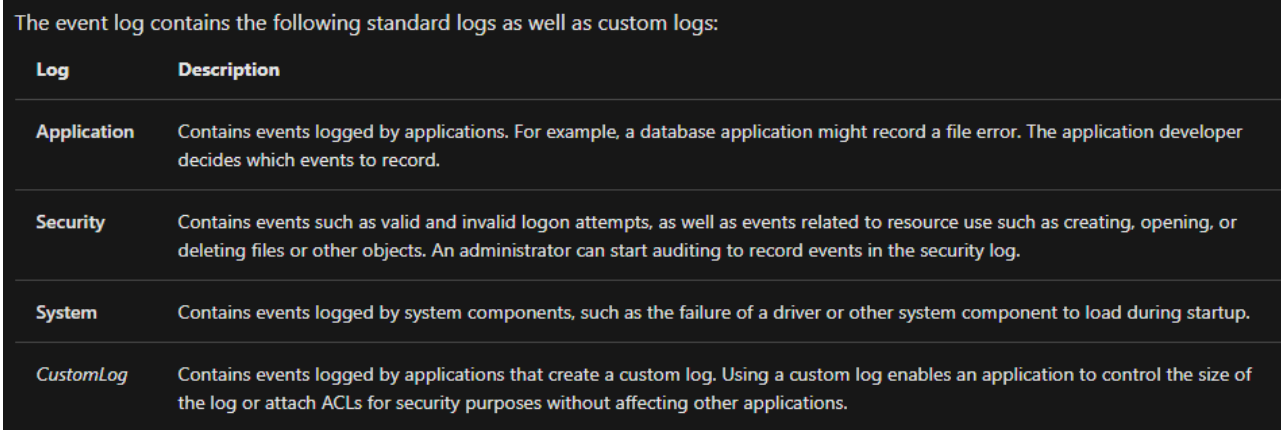 The event log contains the following standard logs as well as custom logs:
Log Description
Application Contains events logged by applications. For example, a database application might record a file error. The application developer
decides which events to record.
Security Contains events such as valid and invalid logon attempts, as well as events related to resource use such as creating, opening, or
deleting files or other objects. An administrator can start auditing to record events in the security log.
System Contains events logged by system components, such as the failure of a driver or other system component to load during startup.
CustomLog Contains events logged by applications that create a custom log. Using a custom log enables an application to control the size of
the log or attach ACLs for security purposes without affecting other applications.